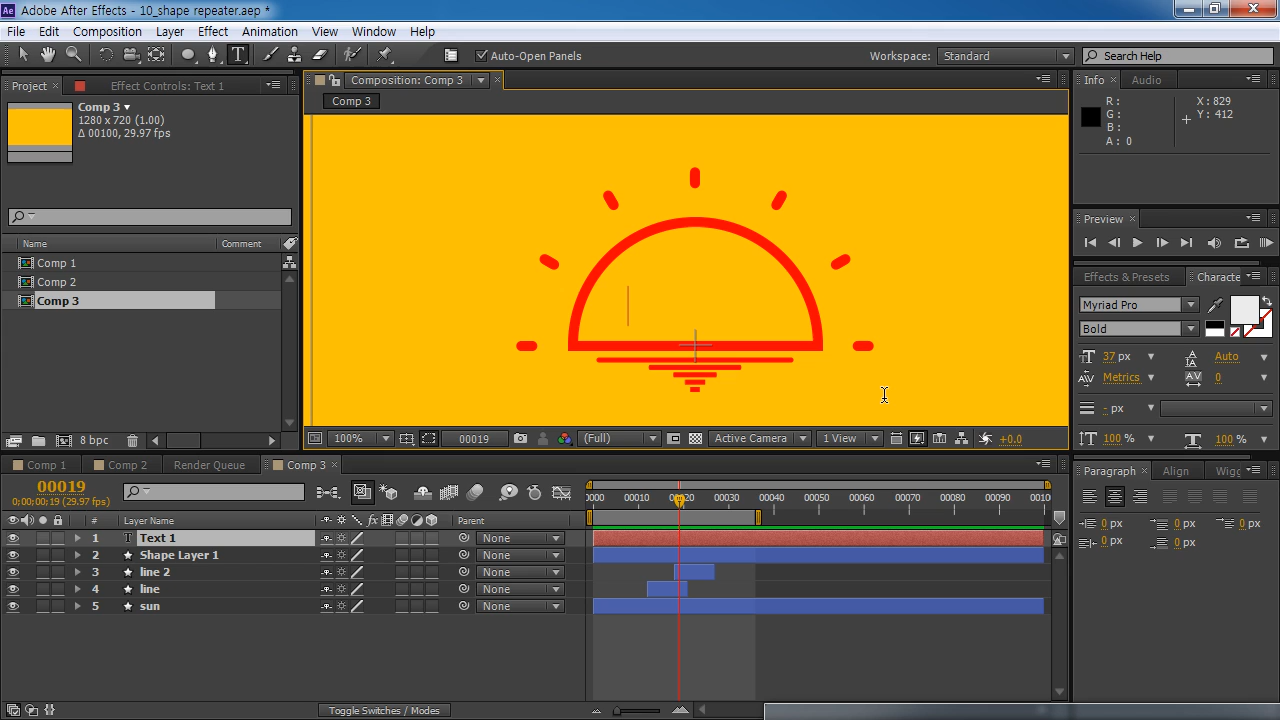 Adobe After Effects - 10_shape repeater.aep *
File Edit Composition Layer Effect Animation View Window Help
Auto-Open Panels
Workspace: Standard
Search Help
Project
Effect Controls: Text 1
Comp 3
1280 x 720 (1.00)
Δ 00100, 29.97 fps
Name Comment
Comp 1
Comp 2
Comp 3
8 bpc
Composition: Comp 3
Comp 3
100%
00019
(Full)
Active Camera
1 View
+0.0
Info Audio
R :
G :
B :
A : 0
X : 829
Y : 412
Preview
Effects & Presets
Characte
Myriad Pro
Bold
37 px
Auto
Metrics
0
- px
100 %
100 %
Paragraph Align Wigg
0 px
0 px
0 px
0 px
0 px
Comp 1
Comp 2
Render Queue
Comp 3
00019
0;00;00;19 (29.97 fps)
0000 00010 00020 00030 00040 00050 00060 00070 00080 00090 0010
# Layer Name fx Parent
1 T Text 1 None
2 Shape Layer 1 None
3 line 2 None
4 line None
5 sun None
Toggle Switches / Modes